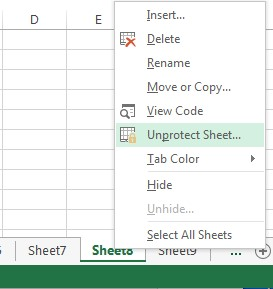 Insert...
D E Delete
Rename
Move or Copy...
View Code
Unprotect Sheet...
Tab Color
Hide
Unhide...
Select All Sheets
Sheet7 Sheet8 Sheet9 ...